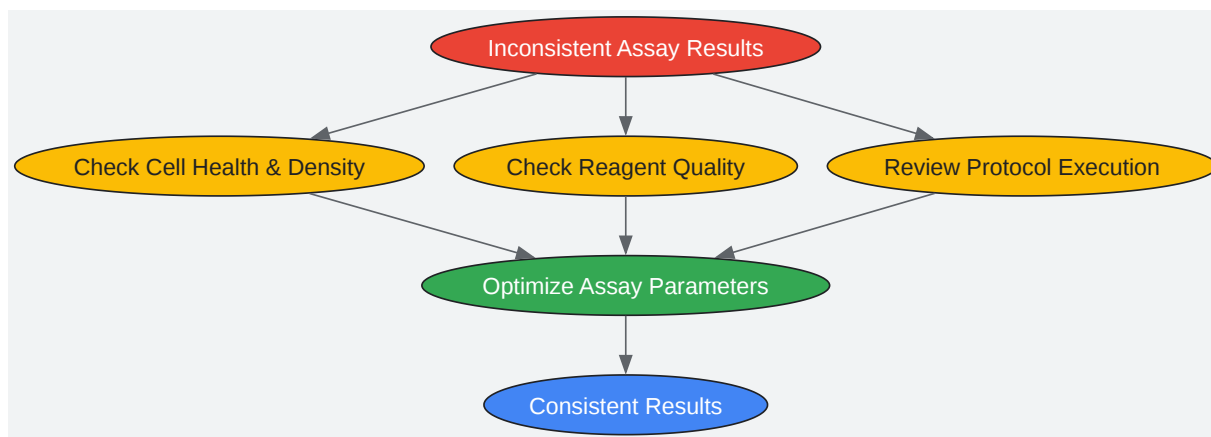 Inconsistent Assay Results
Check Cell Health & Density
Check Reagent Quality
Review Protocol Execution
Optimize Assay Parameters
Consistent Results